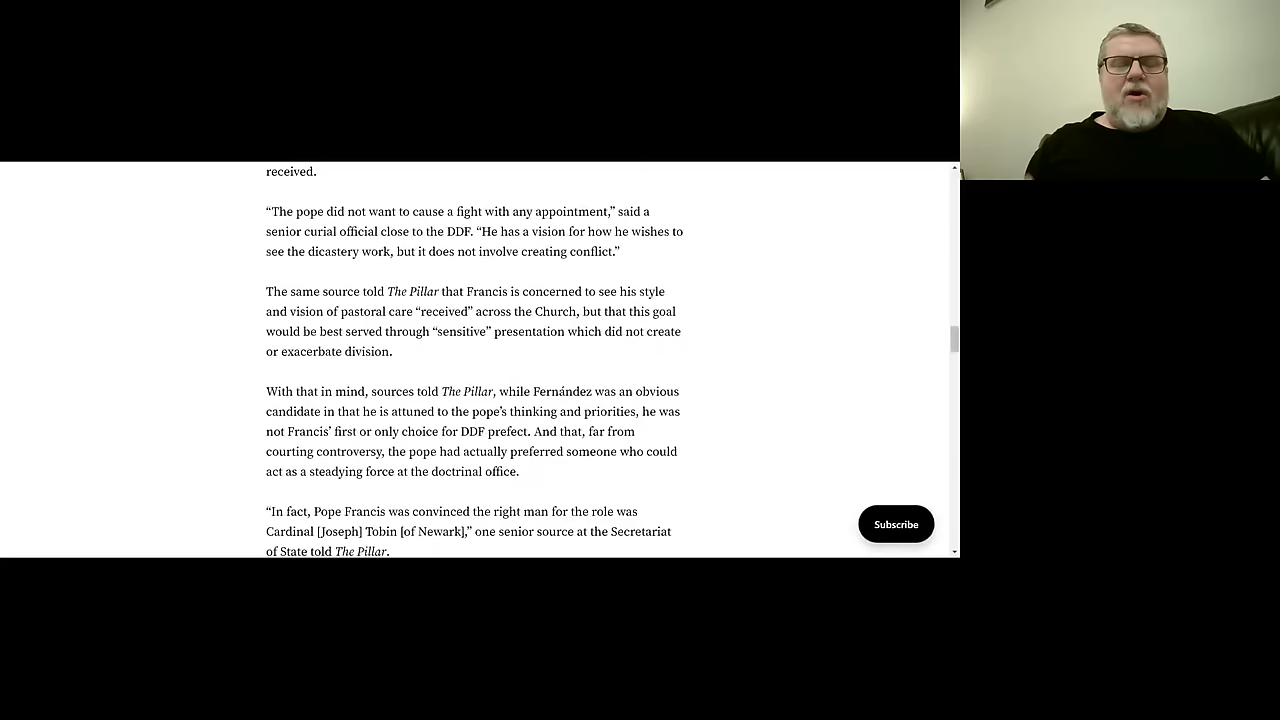 received.
“The pope did not want to cause a fight with any appointment,” said a
senior curial official close to the DDF. “He has a vision for how he wishes to
see the dicastery work, but it does not involve creating conflict.”
The same source told The Pillar that Francis is concerned to see his style
and vision of pastoral care “received” across the Church, but that this goal
would be best served through “sensitive” presentation which did not create
or exacerbate division.
With that in mind, sources told The Pillar, while Fernández was an obvious
candidate in that he is attuned to the pope’s thinking and priorities, he was
not Francis’ first or only choice for DDF prefect. And that, far from
courting controversy, the pope had actually preferred someone who could
act as a steadying force at the doctrinal office.
“In fact, Pope Francis was convinced the right man for the role was
Cardinal [Joseph] Tobin [of Newark],” one senior source at the Secretariat
of State told The Pillar.
Subscribe